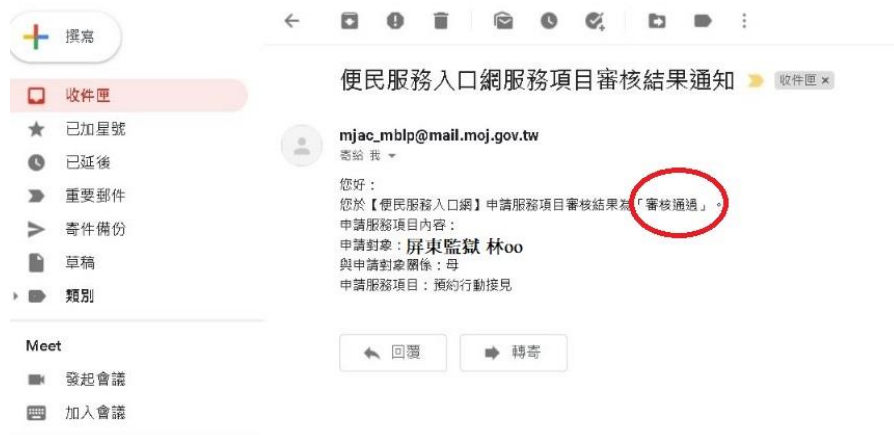 撰寫
收件匣
已加星號
已延後
重要郵件
寄件備份
草稿
類別
Meet
發起會議
加入會議
便民服務入口網服務項目審核結果通知
收件匣 ×
mjac_mblp@mail.moj.gov.tw
寄給 我
您好：
您於【便民服務入口網】申請服務項目審核結果為「審核通過」。
申請服務項目內容：
申請對象：屏東監獄 林oo
與申請對象關係：母
申請服務項目：預約行動接見
回覆
轉寄